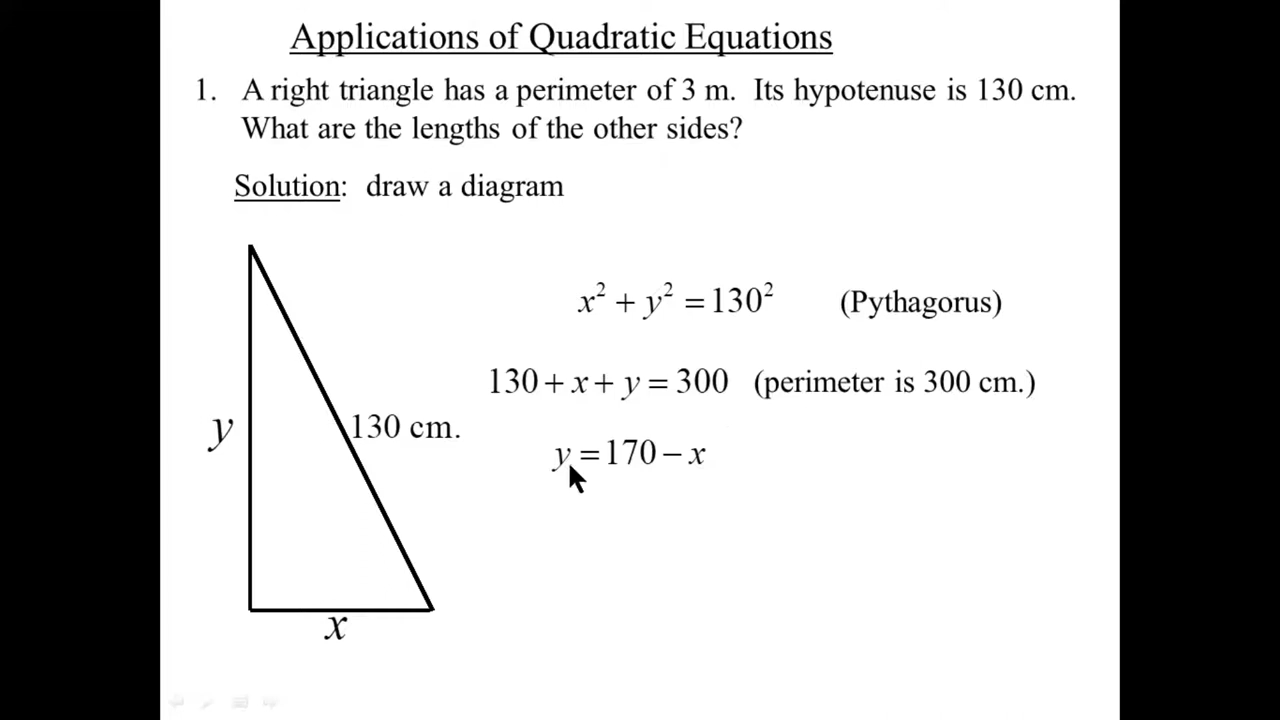 Applications of Quadratic Equations
1. A right triangle has a perimeter of 3 m. Its hypotenuse is 130 cm.
What are the lengths of the other sides?
Solution: draw a diagram
x² + y² = 130² (Pythagorus)
130 + x + y = 300 (perimeter is 300 cm.)
y 130 cm.
y = 170 − x
x